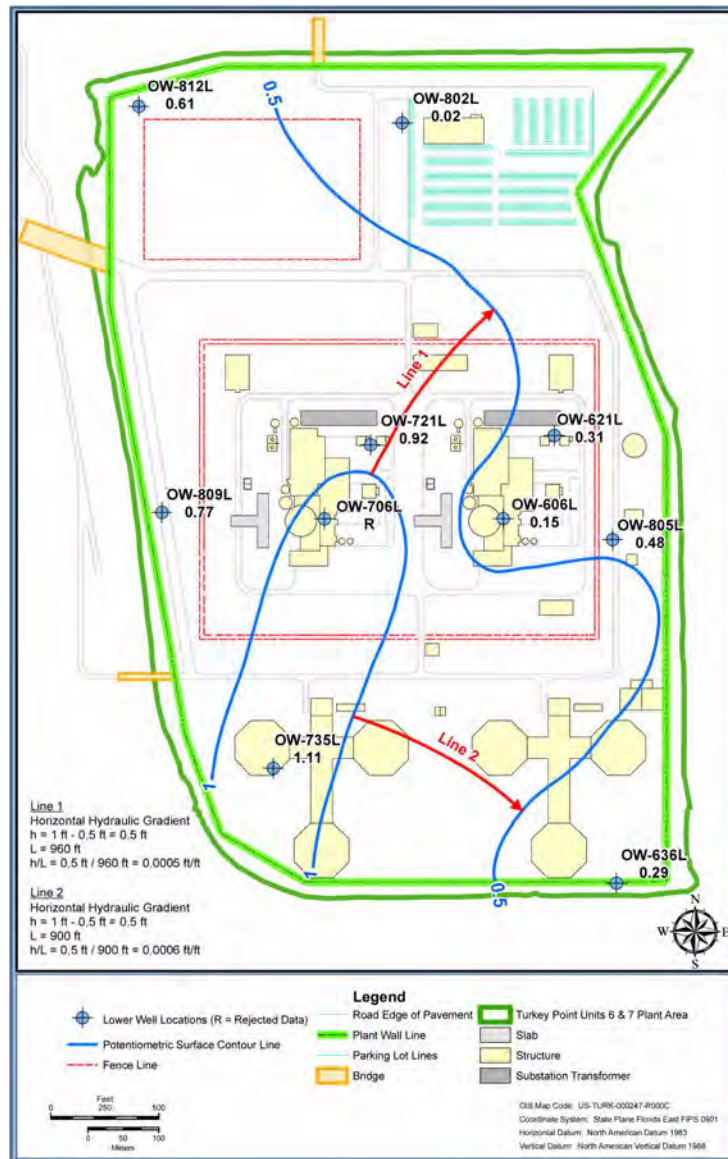 0.5
OW-812L
0.61
OW-802L
0.02
Line 1
OW-721L
0.92
OW-621L
0.31
OW-809L
0.77
OW-706L
R
OW-606L
0.15
OW-805L
0.48
Line 2
OW-735L
1.11
1
1
0.5
OW-636L
0.29
Line 1
Horizontal Hydraulic Gradient
h = 1 ft - 0.5 ft = 0.5 ft
L = 960 ft
h/L = 0.5 ft / 960 ft = 0.0005 ft/ft
Line 2
Horizontal Hydraulic Gradient
h = 1 ft - 0.5 ft = 0.5 ft
L = 900 ft
h/L = 0.5 ft / 900 ft = 0.0006 ft/ft
N
W E
S
Legend
Lower Well Locations (R = Rejected Data)
Potentiometric Surface Contour Line
Fence Line
Road Edge of Pavement
Plant Wall Line
Parking Lot Lines
Bridge
Turkey Point Units 6 & 7 Plant Area
Slab
Structure
Substation Transformer
Feet
0 250 500
0 50 100
Meters
GIS Map Code: US-TURK-000247-R000C
Coordinate System: State Plane Florida East FIPS 0901
Horizontal Datum: North American Datum 1983
Vertical Datum: North American Vertical Datum 1988